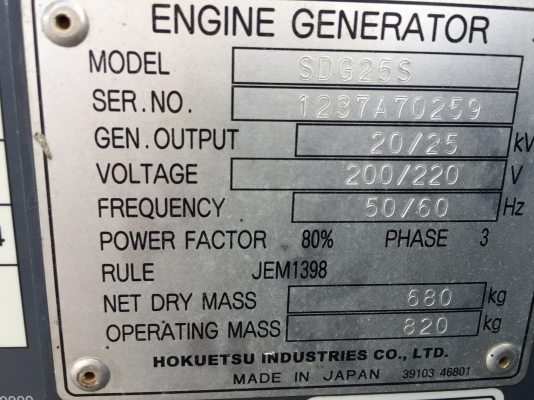 ENGINE GENERATOR
MODEL SDG25S
SER.NO. 1237A70259
GEN.OUTPUT 20/25 kV
VOLTAGE 200/220 V
FREQUENCY 50/60 Hz
POWER FACTOR 80% PHASE 3
RULE JEM1398
NET DRY MASS 680 kg
OPERATING MASS 820 kg
HOKUETSU INDUSTRIES CO., LTD.
MADE IN JAPAN 39103 46801